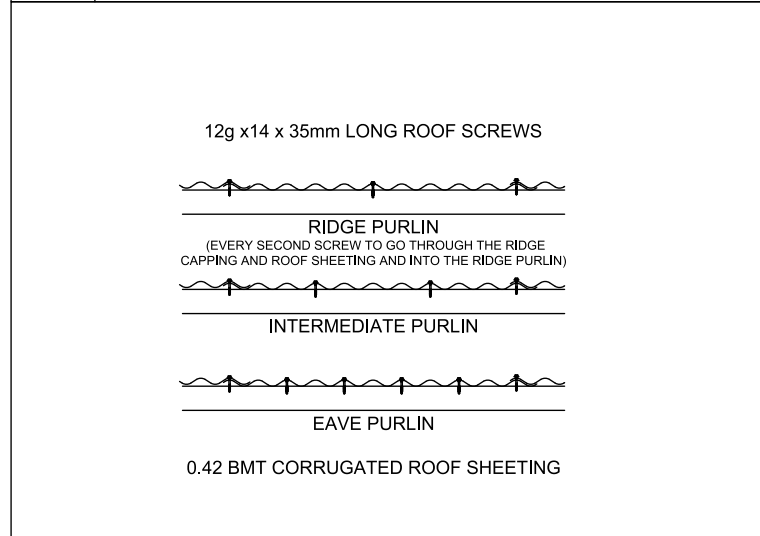 12g x14 x 35mm LONG ROOF SCREWS
RIDGE PURLIN
(EVERY SECOND SCREW TO GO THROUGH THE RIDGE
CAPPING AND ROOF SHEETING AND INTO THE RIDGE PURLIN)
INTERMEDIATE PURLIN
EAVE PURLIN
0.42 BMT CORRUGATED ROOF SHEETING